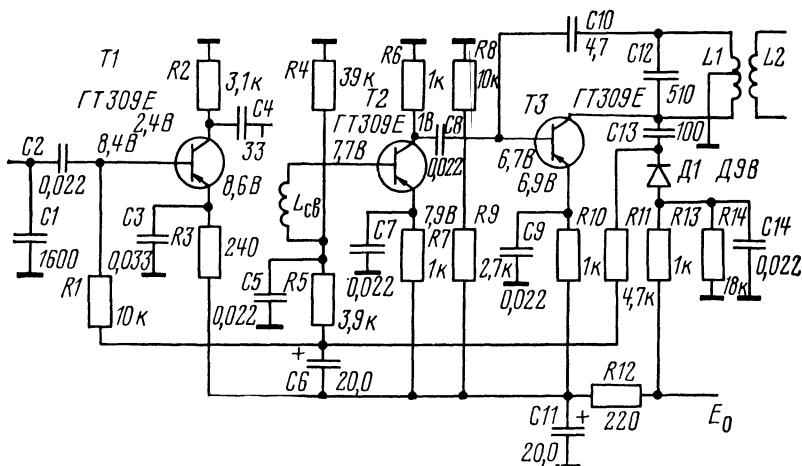 T1
ГТ309Е
R2
3,1к
2,4В
C4
33
C2
0,022
8,4В
8,6В
C1
1600
C3
0,033
R3
240
R1
10к
R4
39к
Lсв
C5
0,022
R5
3,9к
C6
+
20,0
R6
1к
T2
ГТ309Е
7,7В
1В
C8
0,022
7,9В
C7
0,022
R7
1к
R8
10к
R9
2,7к
T3
ГТ309Е
6,7В
6,9В
C9
0,022
R10
1к
C10
4,7
C12
510
L1
L2
C13
100
Д1 Д9В
R11
4,7к
R13
1к
R14
18к
C14
0,022
R12
220
C11
+
20,0
E0